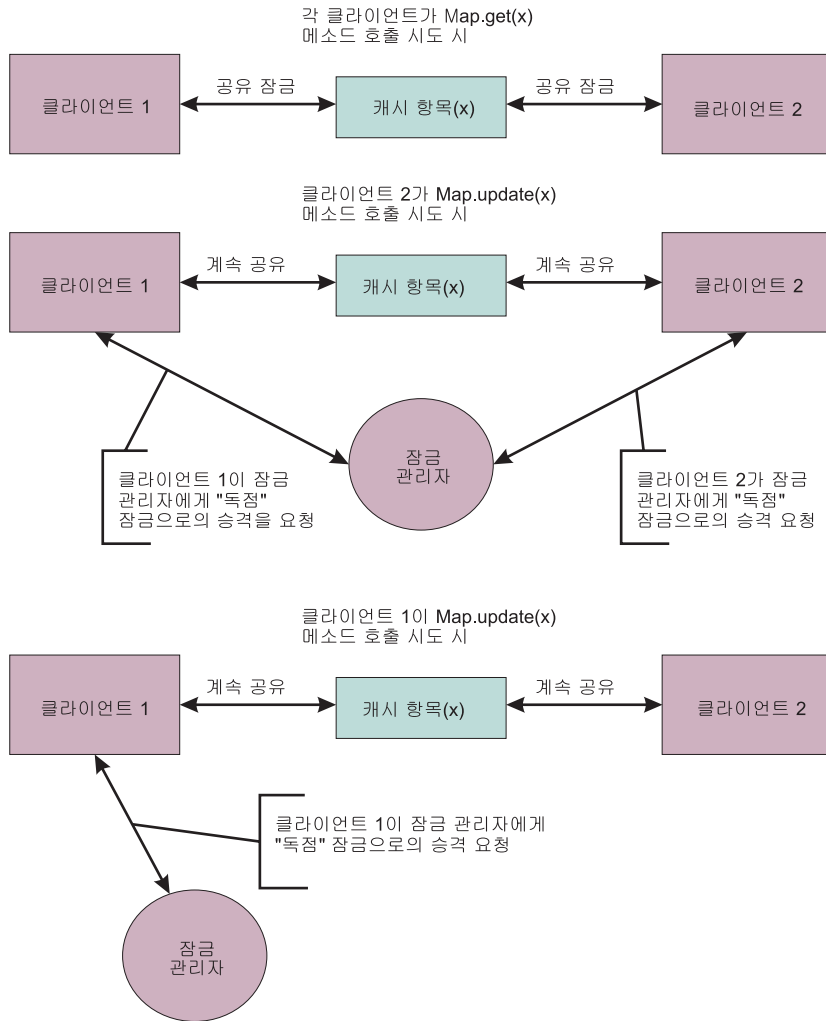 각 클라이언트가 Map.get(x)
메소드 호출 시도 시
클라이언트 1
공유 잠금
캐시 항목(x)
공유 잠금
클라이언트 2
클라이언트 2가 Map.update(x)
메소드 호출 시도 시
클라이언트 1
계속 공유
캐시 항목(x)
계속 공유
클라이언트 2
잠금
관리자
클라이언트 1이 잠금
관리자에게 "독점"
잠금으로의 승격을 요청
클라이언트 2가 잠금
관리자에게 "독점"
잠금으로의 승격 요청
클라이언트 1이 Map.update(x)
메소드 호출 시도 시
클라이언트 1
계속 공유
캐시 항목(x)
계속 공유
클라이언트 2
클라이언트 1이 잠금 관리자에게
"독점" 잠금으로의 승격 요청
잠금
관리자